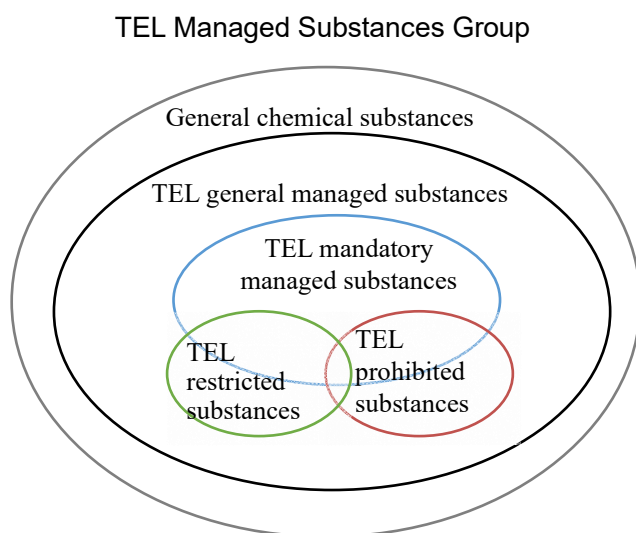 TEL Managed Substances Group
General chemical substances
TEL general managed substances
TEL mandatory
managed substances
TEL
restricted
substances
TEL
prohibited
substances